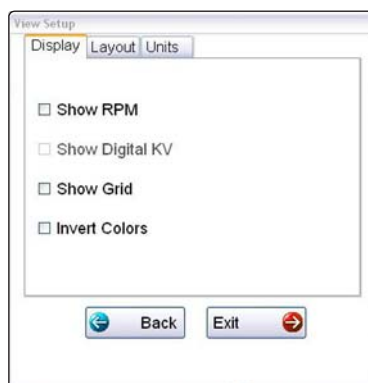 View Setup
Display Layout Units
Show RPM
Show Digital KV
Show Grid
Invert Colors
Back Exit